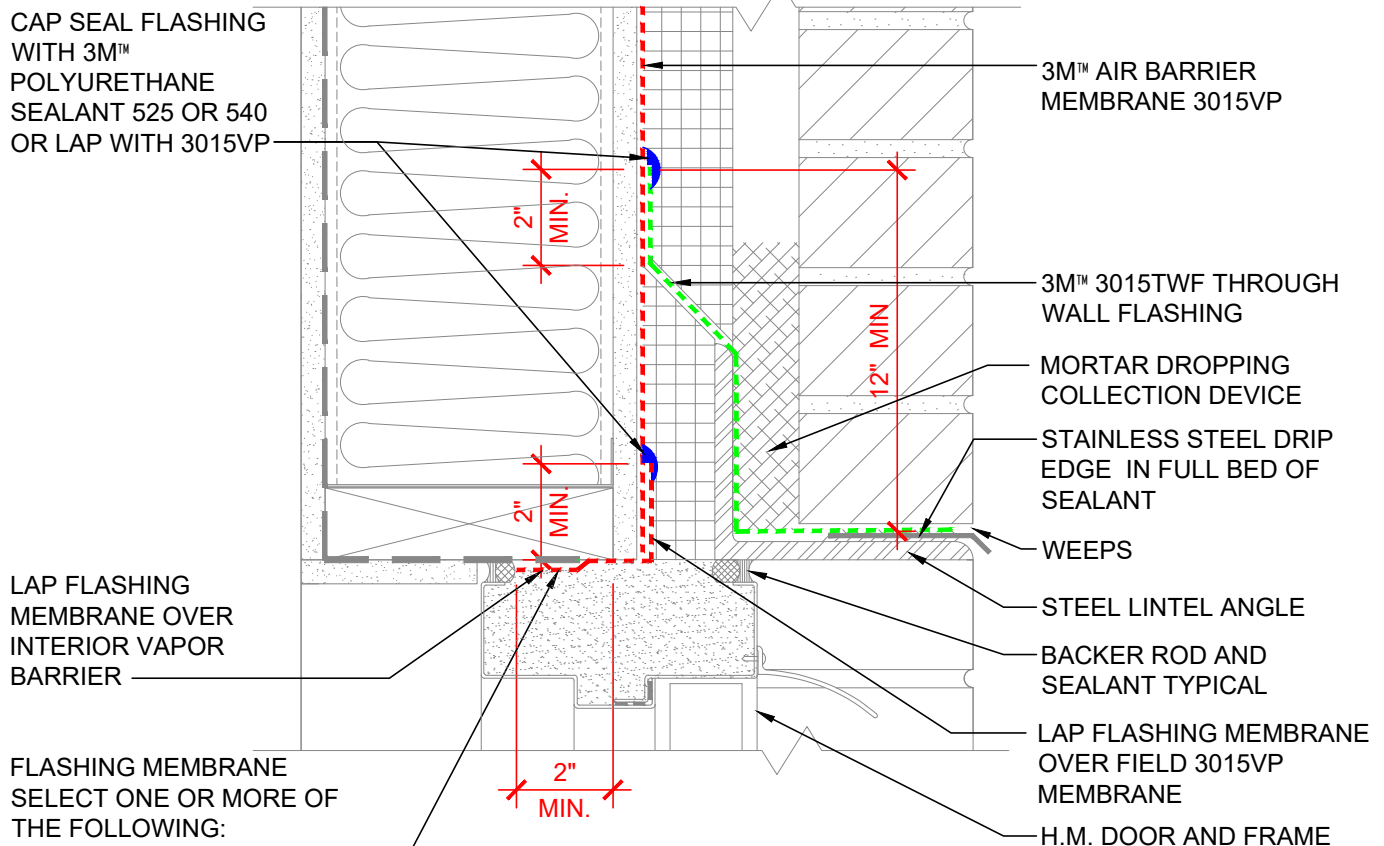 CAP SEAL FLASHING
WITH 3M™
POLYURETHANE
SEALANT 525 OR 540
OR LAP WITH 3015VP
3M™ AIR BARRIER
MEMBRANE 3015VP
2"
MIN.
3M™ 3015TWF THROUGH
WALL FLASHING
12" MIN
MORTAR DROPPING
COLLECTION DEVICE
STAINLESS STEEL DRIP
EDGE IN FULL BED OF
SEALANT
2"
MIN.
WEEPS
LAP FLASHING
MEMBRANE OVER
INTERIOR VAPOR
BARRIER
STEEL LINTEL ANGLE
BACKER ROD AND
SEALANT TYPICAL
LAP FLASHING MEMBRANE
OVER FIELD 3015VP
MEMBRANE
FLASHING MEMBRANE
SELECT ONE OR MORE OF
THE FOLLOWING:
2"
MIN.
H.M. DOOR AND FRAME